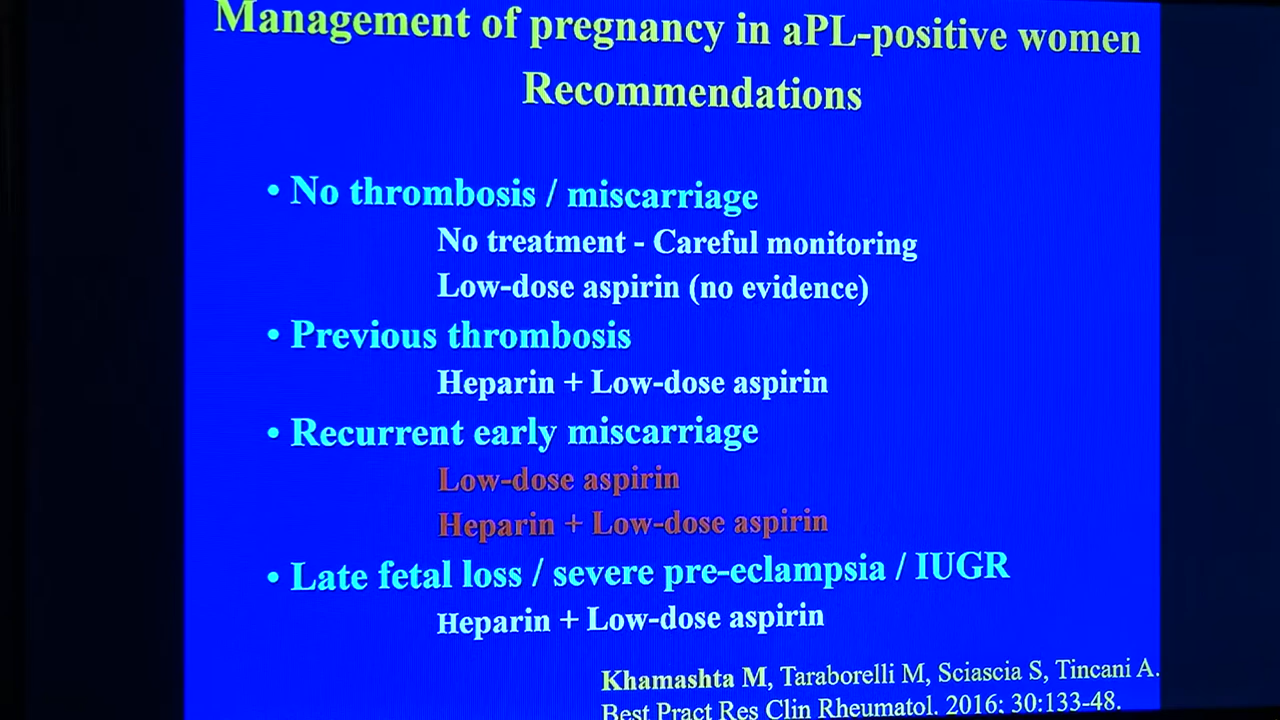 Management of pregnancy in aPL-positive women
Recommendations
• No thrombosis / miscarriage
No treatment - Careful monitoring
Low-dose aspirin (no evidence)
• Previous thrombosis
Heparin + Low-dose aspirin
• Recurrent early miscarriage
Low-dose aspirin
Heparin + Low-dose aspirin
• Late fetal loss / severe pre-eclampsia / IUGR
Heparin + Low-dose aspirin
Khamashta M, Taraborelli M, Sciascia S, Tincani A.
Best Pract Res Clin Rheumatol. 2016; 30:133-48.